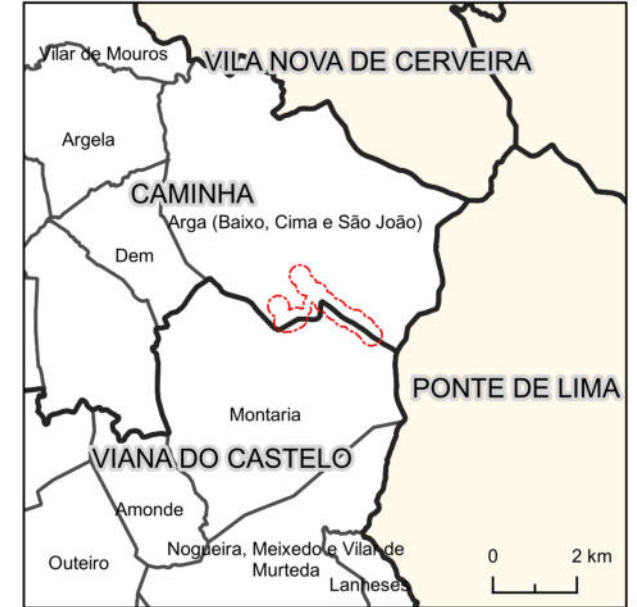 Vilar de Mouros
VILA NOVA DE CERVEIRA
Argela
CAMINHA
Arga (Baixo, Cima e São João)
Dem
PONTE DE LIMA
Montaria
VIANA DO CASTELO
Amonde
Nogueira, Meixedo e Vilar de
Murteda
Outeiro
Lanheses
0 2 km